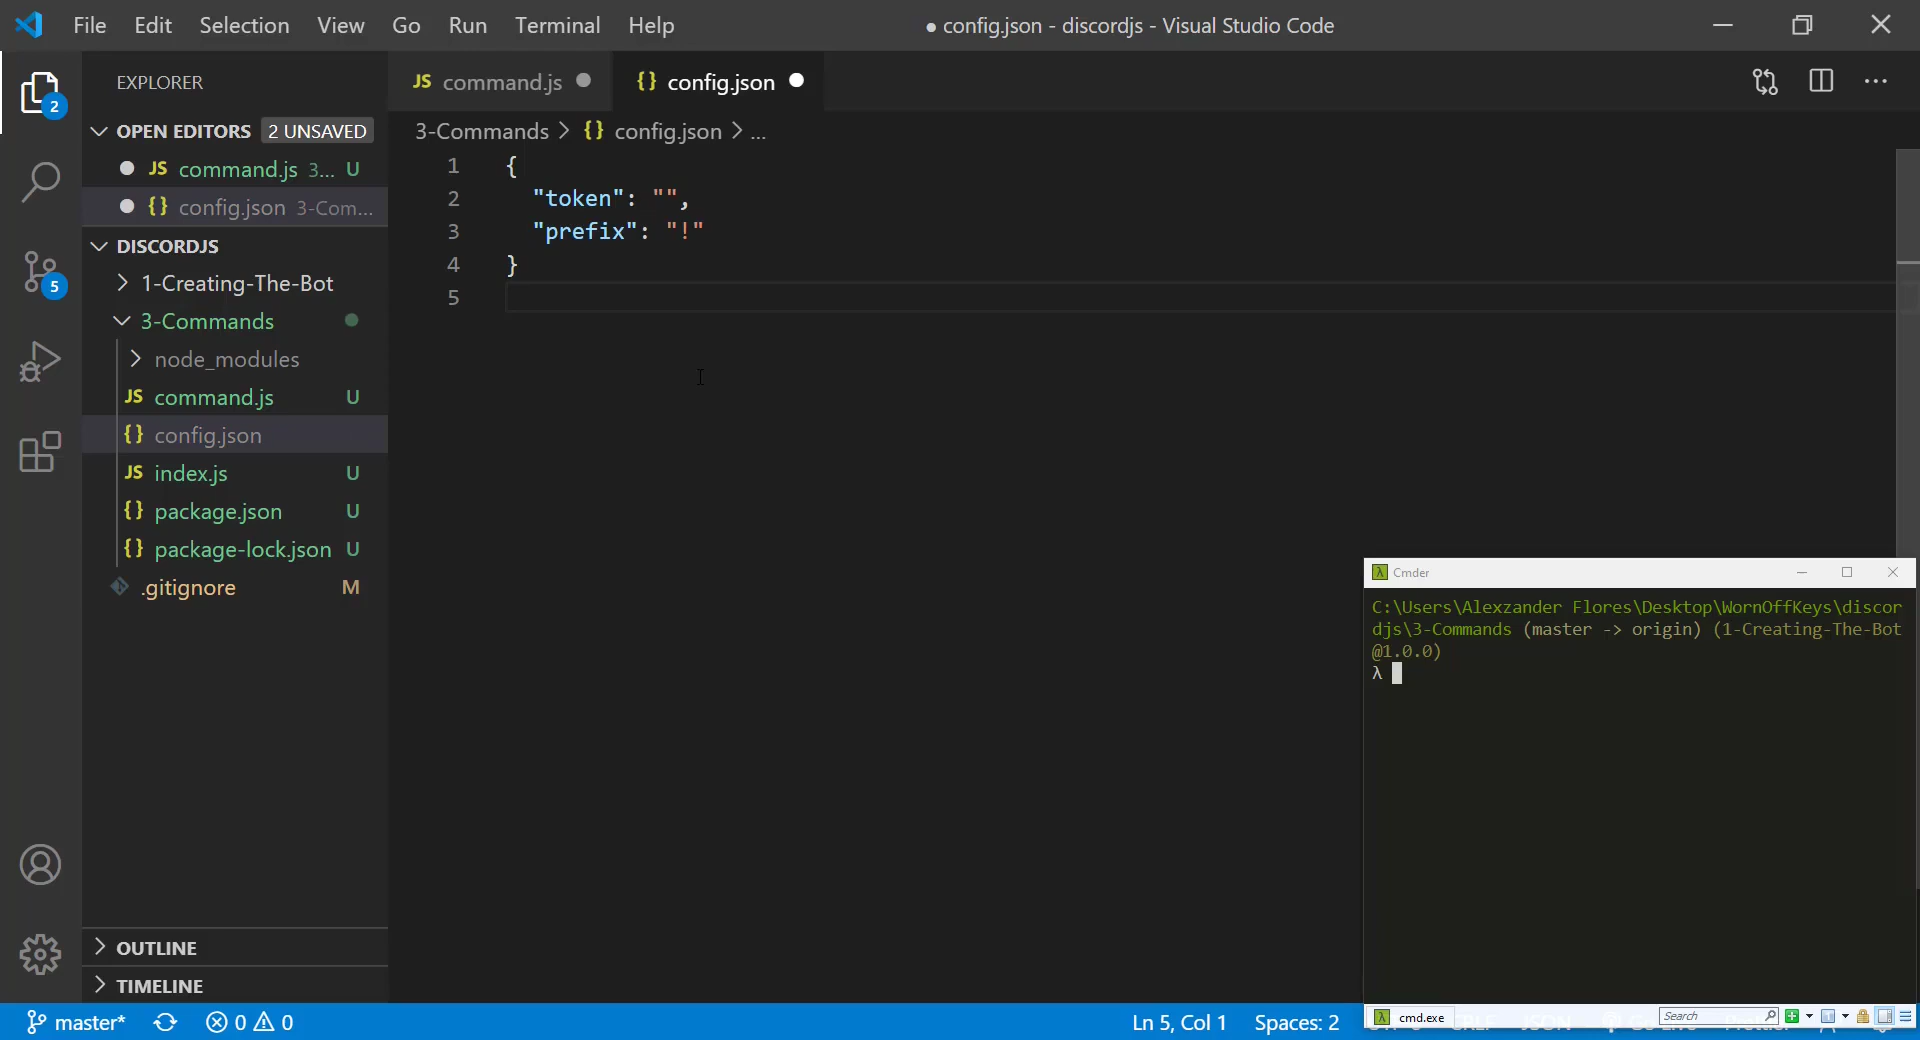 File Edit Selection View Go Run Terminal Help
● config.json - discordjs - Visual Studio Code
EXPLORER
OPEN EDITORS 2 UNSAVED
JS command.js 3... U
{} config.json 3-Com...
DISCORDJS
1-Creating-The-Bot
3-Commands
node_modules
JS command.js U
{} config.json
JS index.js U
{} package.json U
{} package-lock.json U
.gitignore M
OUTLINE
TIMELINE
2
5
JS command.js
{} config.json
3-Commands > {} config.json > ...
1 {
2 "token": "",
3 "prefix": "!"
4 }
5
Cmder
C:\Users\Alexzander Flores\Desktop\WornOffKeys\discor
djs\3-Commands (master -> origin) (1-Creating-The-Bot
@1.0.0)
λ
cmd.exe
Search
master* 0 0
Ln 5, Col 1 Spaces: 2